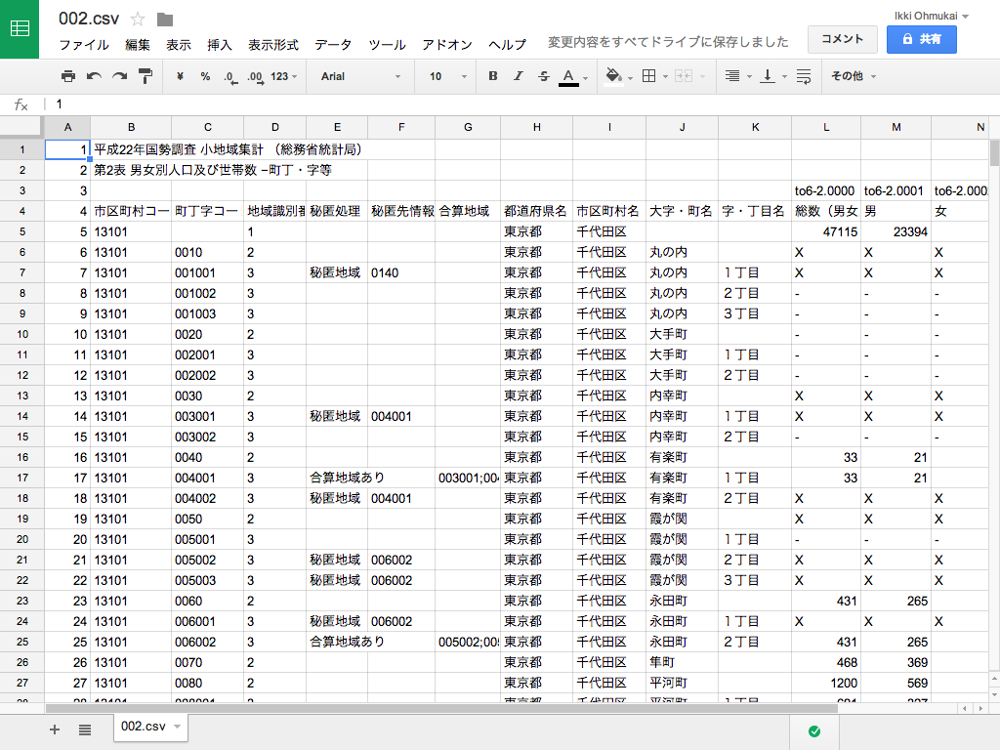 002.csv
Ikki Ohmukai
ファイル 編集 表示 挿入 表示形式 データ ツール アドオン ヘルプ 変更内容をすべてドライブに保存しました
コメント 共有
¥ % .0 .00 123 Arial 10 B I S A その他
fx 1
A B C D E F G H I J K L M N
1 1 平成22年国勢調査 小地域集計 （総務省統計局）
2 2 第2表 男女別人口及び世帯数 −町丁・字等
3 3 to6-2.0000 to6-2.0001 to6-2.000
4 4 市区町村コー 町丁字コー 地域識別番 秘匿処理 秘匿先情報 合算地域 都道府県名 市区町村名 大字・町名 字・丁目名 総数（男女 男 女
5 5 13101 1 東京都 千代田区 47115 23394
6 6 13101 0010 2 東京都 千代田区 丸の内 X X X
7 7 13101 001001 3 秘匿地域 0140 東京都 千代田区 丸の内 １丁目 X X X
8 8 13101 001002 3 東京都 千代田区 丸の内 ２丁目 - - -
9 9 13101 001003 3 東京都 千代田区 丸の内 ３丁目 - - -
10 10 13101 0020 2 東京都 千代田区 大手町 - - -
11 11 13101 002001 3 東京都 千代田区 大手町 １丁目 - - -
12 12 13101 002002 3 東京都 千代田区 大手町 ２丁目 - - -
13 13 13101 0030 2 東京都 千代田区 内幸町 X X X
14 14 13101 003001 3 秘匿地域 004001 東京都 千代田区 内幸町 １丁目 X X X
15 15 13101 003002 3 東京都 千代田区 内幸町 ２丁目 - - -
16 16 13101 0040 2 東京都 千代田区 有楽町 33 21
17 17 13101 004001 3 合算地域あり 003001;004 東京都 千代田区 有楽町 １丁目 33 21
18 18 13101 004002 3 秘匿地域 004001 東京都 千代田区 有楽町 ２丁目 X X X
19 19 13101 0050 2 東京都 千代田区 霞が関 X X X
20 20 13101 005001 3 東京都 千代田区 霞が関 １丁目 - - -
21 21 13101 005002 3 秘匿地域 006002 東京都 千代田区 霞が関 ２丁目 X X X
22 22 13101 005003 3 秘匿地域 006002 東京都 千代田区 霞が関 ３丁目 X X X
23 23 13101 0060 2 東京都 千代田区 永田町 431 265
24 24 13101 006001 3 秘匿地域 006002 東京都 千代田区 永田町 １丁目 X X X
25 25 13101 006002 3 合算地域あり 005002;005 東京都 千代田区 永田町 ２丁目 431 265
26 26 13101 0070 2 東京都 千代田区 隼町 468 369
27 27 13101 0080 2 東京都 千代田区 平河町 1200 569
28 28 13101 008001 3 東京都 千代田区 平河町 １丁目
002.csv